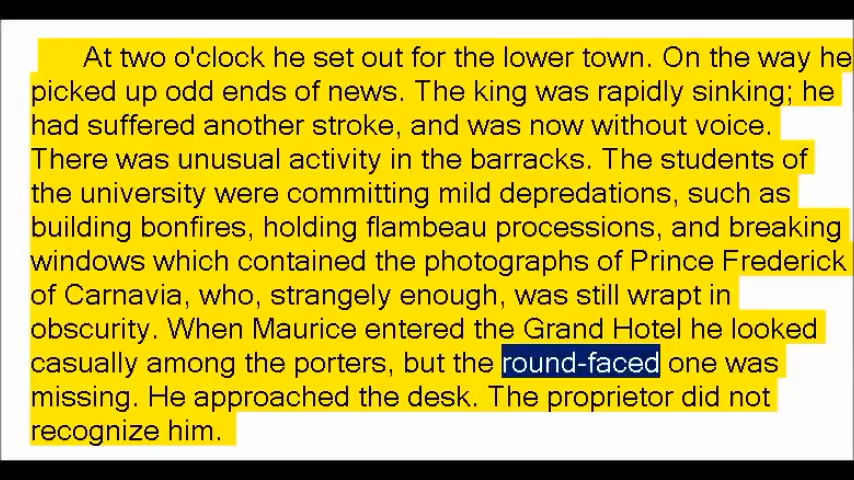 At two o'clock he set out for the lower town. On the way he
picked up odd ends of news. The king was rapidly sinking; he
had suffered another stroke, and was now without voice.
There was unusual activity in the barracks. The students of
the university were committing mild depredations, such as
building bonfires, holding flambeau processions, and breaking
windows which contained the photographs of Prince Frederick
of Carnavia, who, strangely enough, was still wrapt in
obscurity. When Maurice entered the Grand Hotel he looked
casually among the porters, but the round-faced one was
missing. He approached the desk. The proprietor did not
recognize him.